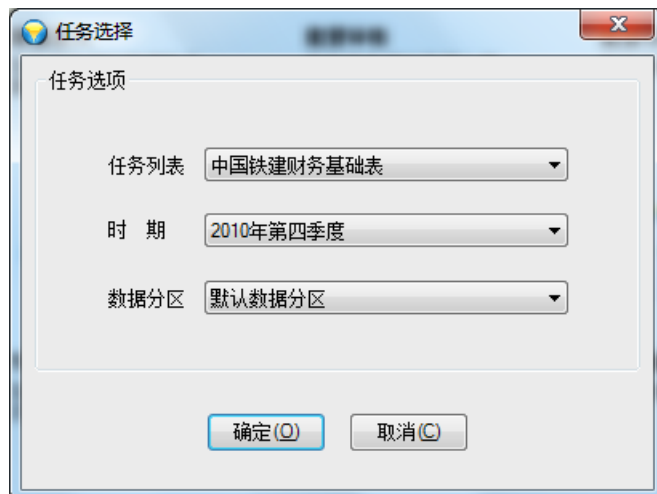 任务选择
任务选项
任务列表 中国铁建财务基础表
时 期 2010年第四季度
数据分区 默认数据分区
确定(O) 取消(C)